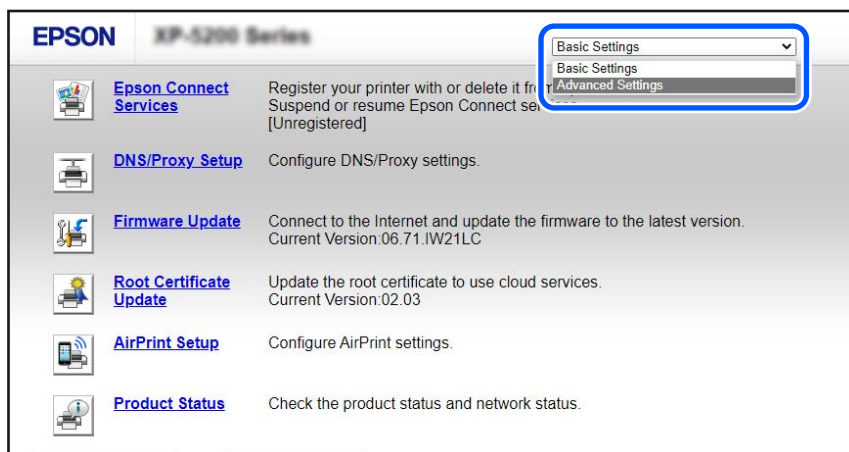 EPSON XP-5200 Series
Basic Settings
Basic Settings
Advanced Settings
Epson Connect
Services
Register your printer with or delete it from
Suspend or resume Epson Connect
[Unregistered]
DNS/Proxy Setup
Configure DNS/Proxy settings.
Firmware Update
Connect to the Internet and update the firmware to the latest version.
Current Version:06.71.IW21LC
Root Certificate
Update
Update the root certificate to use cloud services.
Current Version:02.03
AirPrint Setup
Configure AirPrint settings.
Product Status
Check the product status and network status.